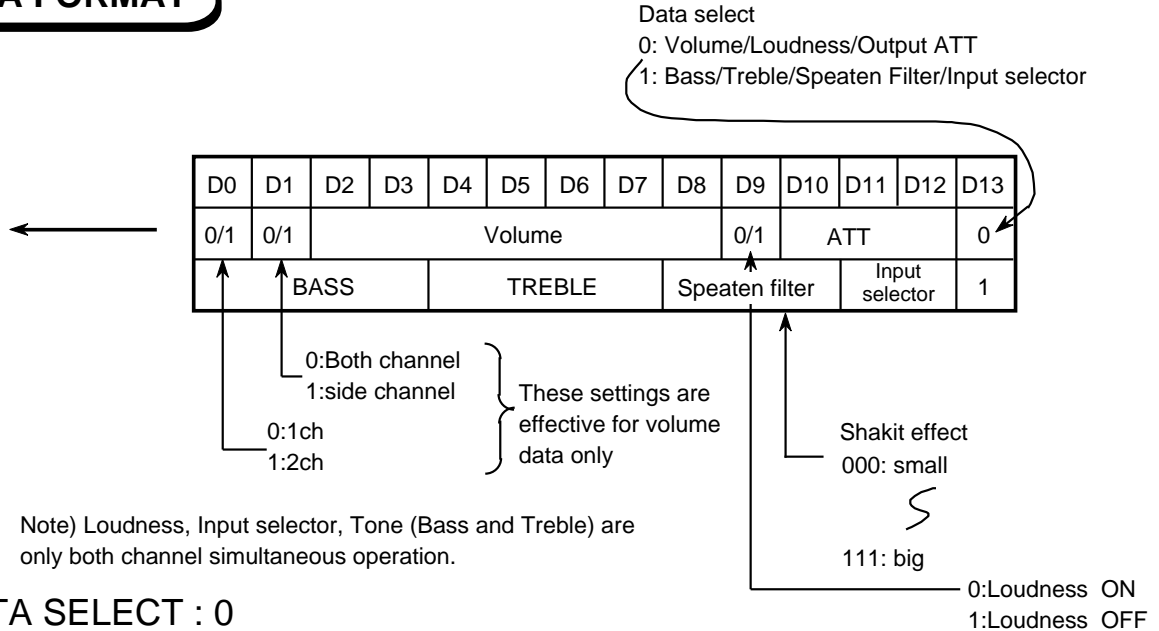 A FORMAT
Data select
0: Volume/Loudness/Output ATT
1: Bass/Treble/Speaten Filter/Input selector
D0 D1 D2 D3 D4 D5 D6 D7 D8 D9 D10 D11 D12 D13
0/1 0/1 Volume 0/1 ATT 0
BASS TREBLE Speaten filter Input selector 1
0:Both channel
1:side channel
These settings are
effective for volume
data only
0:1ch
1:2ch
Shakit effect
000: small
111: big
Note) Loudness, Input selector, Tone (Bass and Treble) are
only both channel simultaneous operation.
0:Loudness ON
1:Loudness OFF
TA SELECT : 0